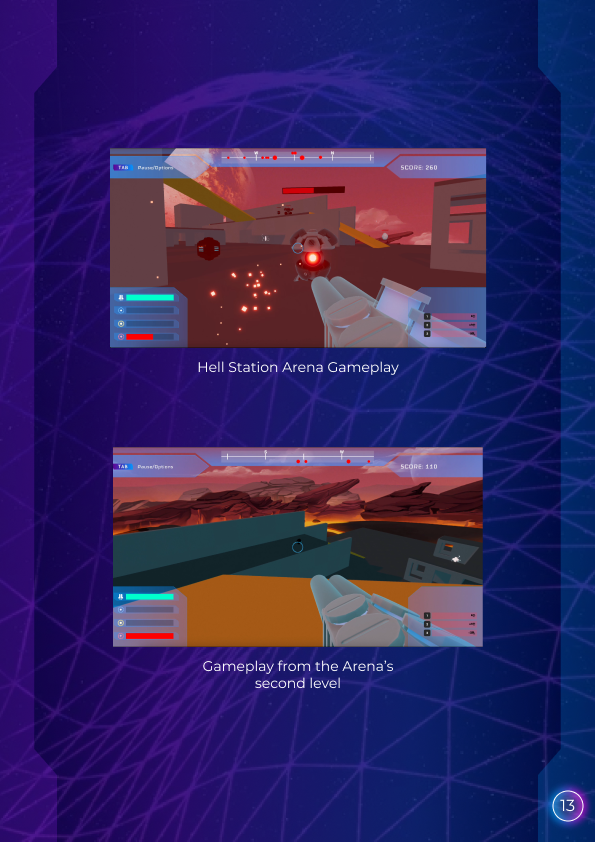 TAB Pause/Options
SCORE: 260
Hell Station Arena Gameplay
TAB Pause/Options
SCORE: 110
Gameplay from the Arena's
second level
13